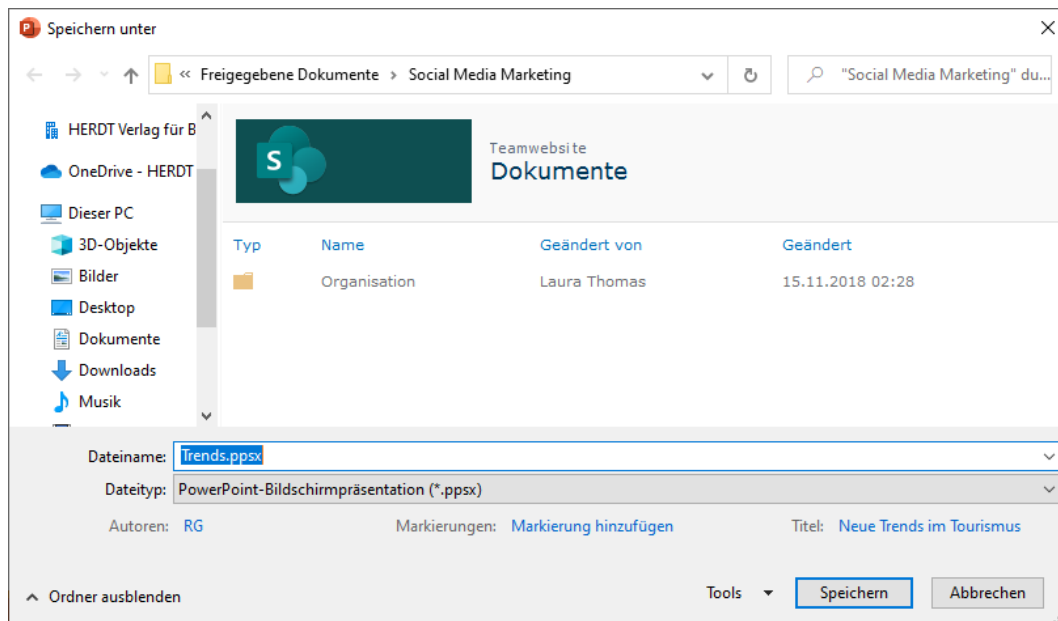 Speichern unter
« Freigegebene Dokumente › Social Media Marketing
"Social Media Marketing" du...
HERDT Verlag für B
OneDrive - HERDT
Dieser PC
3D-Objekte
Bilder
Desktop
Dokumente
Downloads
Musik
S
Teamwebsite
Dokumente
Typ Name Geändert von Geändert
Organisation Laura Thomas 15.11.2018 02:28
Dateiname: Trends.ppsx
Dateityp: PowerPoint-Bildschirmpräsentation (*.ppsx)
Autoren: RG Markierungen: Markierung hinzufügen Titel: Neue Trends im Tourismus
Ordner ausblenden Tools Speichern Abbrechen